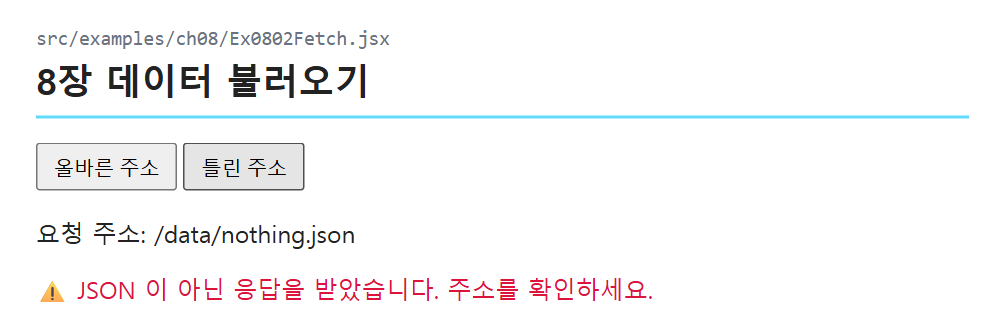 src/examples/ch08/Ex0802Fetch.jsx
8장 데이터 불러오기
올바른 주소 틀린 주소
요청 주소: /data/nothing.json
⚠️ JSON 이 아닌 응답을 받았습니다. 주소를 확인하세요.